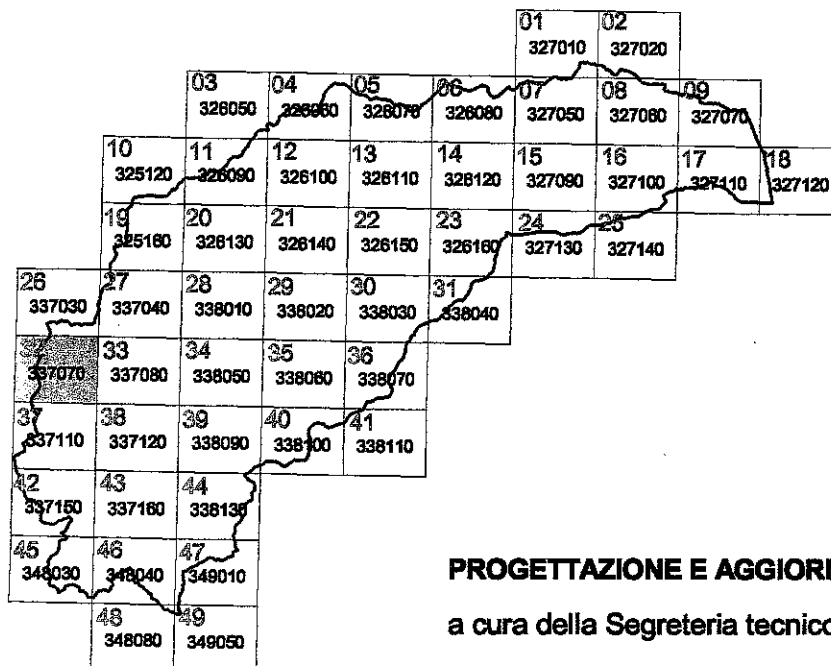 01 02
327010 327020
03 04 05 06 07 08 09
326050 326060 326070 326080 327050 327060 327070
10 11 12 13 14 15 16 17 18
325120 326090 326100 326110 326120 327090 327100 327110 327120
19 20 21 22 23 24 25
325160 326130 326140 326150 326160 327130 327140
26 27 28 29 30 31
337030 337040 338010 338020 338030 338040
32 33 34 35 36
337070 337080 338050 338060 338070
37 38 39 40 41
337110 337120 338090 338100 338110
42 43 44
337150 337160 338130
45 46 47
348030 348040 349010
48 49
348080 349050
PROGETTAZIONE E AGGIOR
a cura della Segreteria tecnico